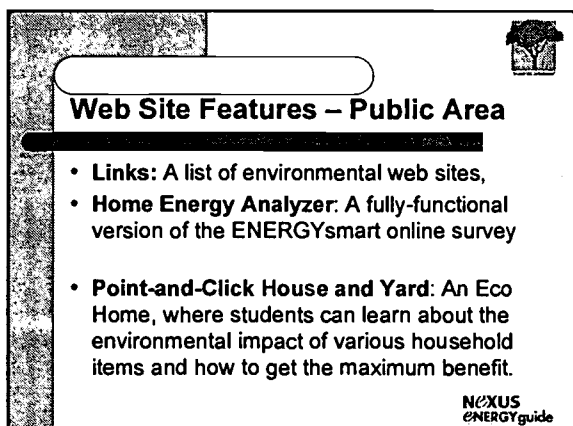 Web Site Features – Public Area
• Links: A list of environmental web sites,
• Home Energy Analyzer: A fully-functional
version of the ENERGYsmart online survey
• Point-and-Click House and Yard: An Eco
Home, where students can learn about the
environmental impact of various household
items and how to get the maximum benefit.
NEXUS
ENERGYguide